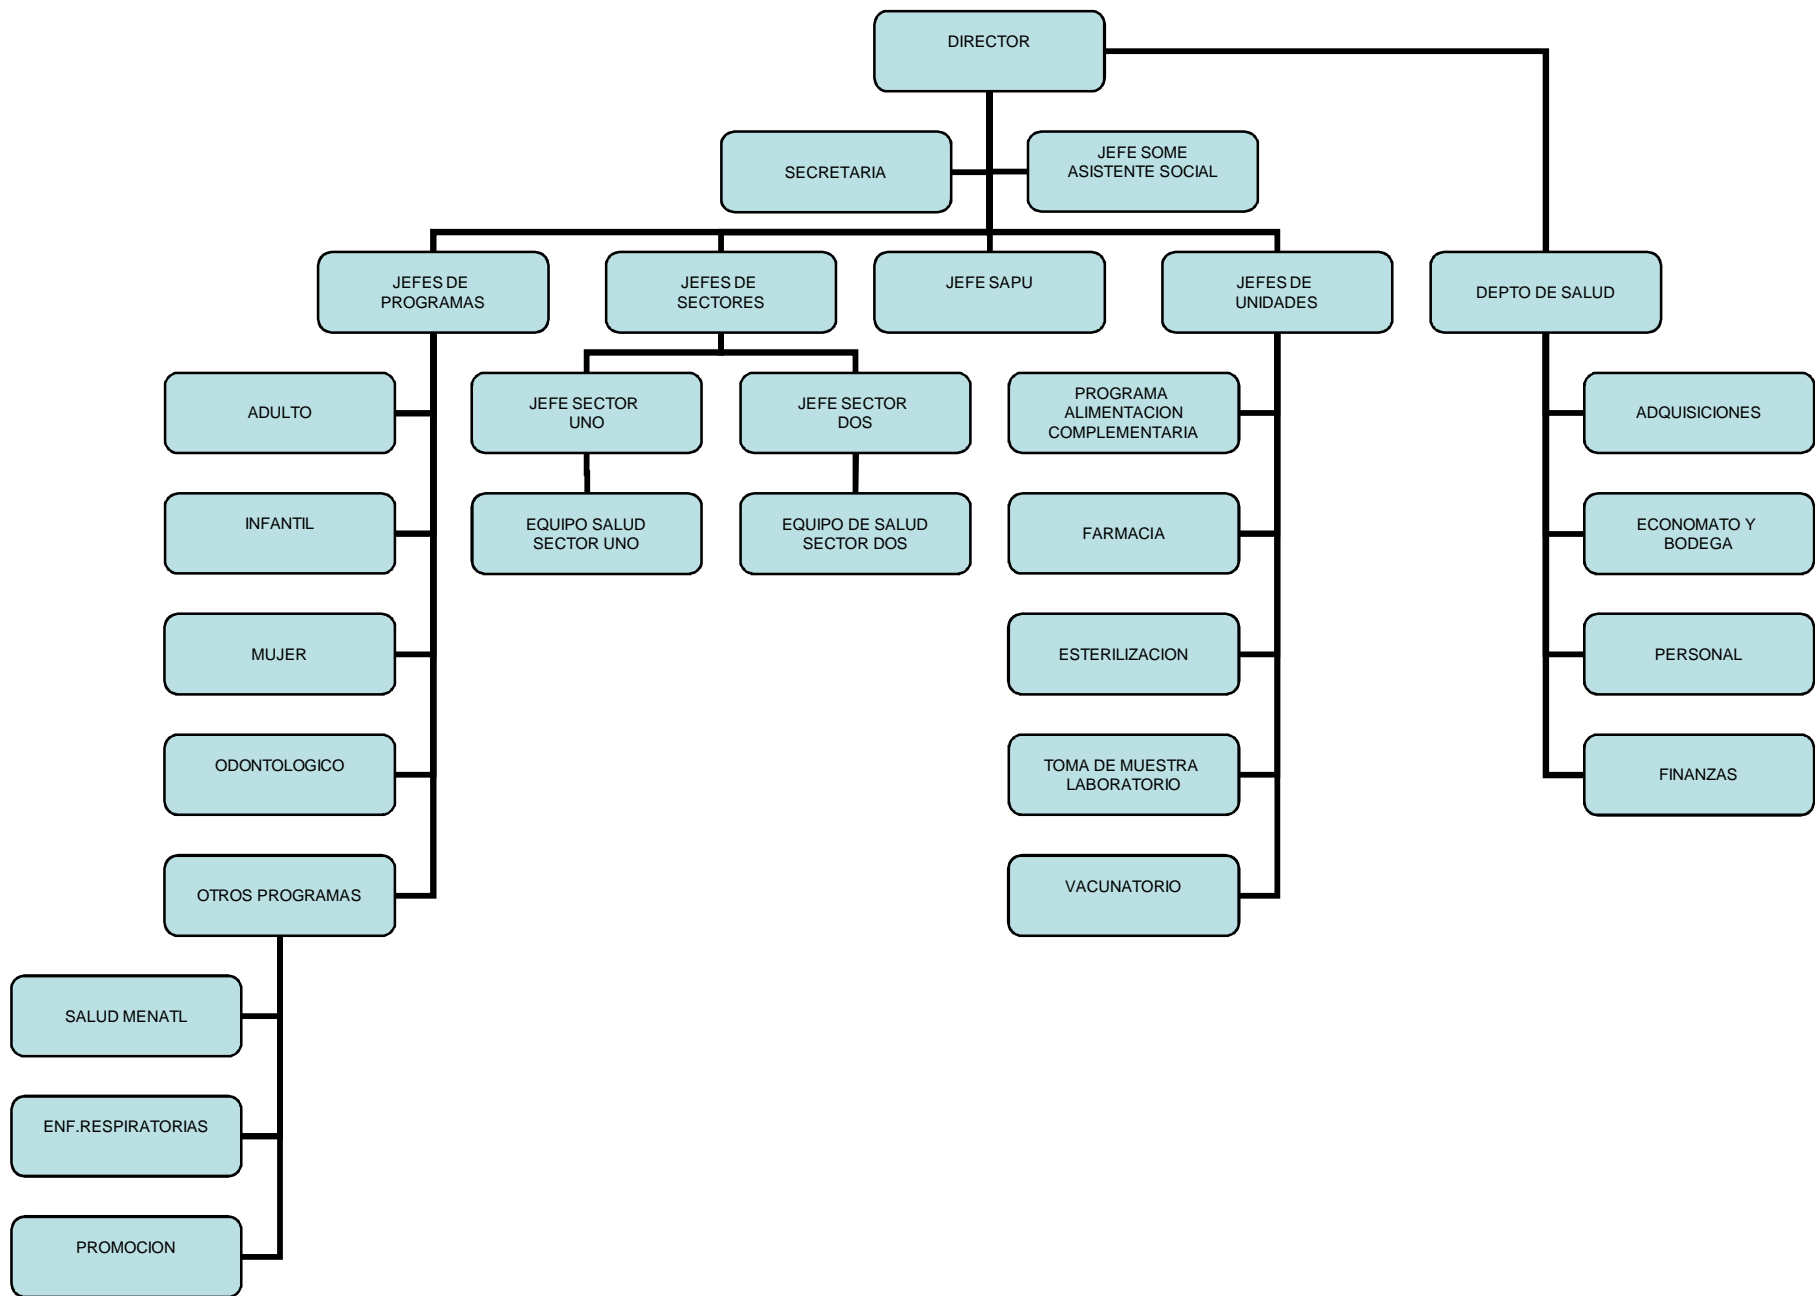 DIRECTOR
SECRETARIA
JEFE SOME
ASISTENTE SOCIAL
JEFES DE
PROGRAMAS
JEFES DE
SECTORES
JEFE SAPU
JEFES DE
UNIDADES
DEPTO DE SALUD
ADULTO
JEFE SECTOR
UNO
JEFE SECTOR
DOS
PROGRAMA
ALIMENTACION
COMPLEMENTARIA
ADQUISICIONES
INFANTIL
EQUIPO SALUD
SECTOR UNO
EQUIPO DE SALUD
SECTOR DOS
FARMACIA
ECONOMATO Y
BODEGA
MUJER
ESTERILIZACION
PERSONAL
ODONTOLOGICO
TOMA DE MUESTRA
LABORATORIO
FINANZAS
OTROS PROGRAMAS
VACUNATORIO
SALUD MENATL
ENF.RESPIRATORIAS
PROMOCION